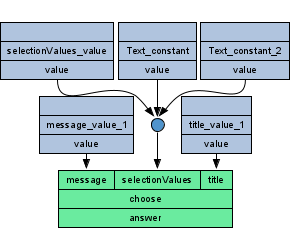 selectionValues_value Text_constant Text_constant_2
value value value
message_value_1 title_value_1
value value
message selectionValues title
choose
answer